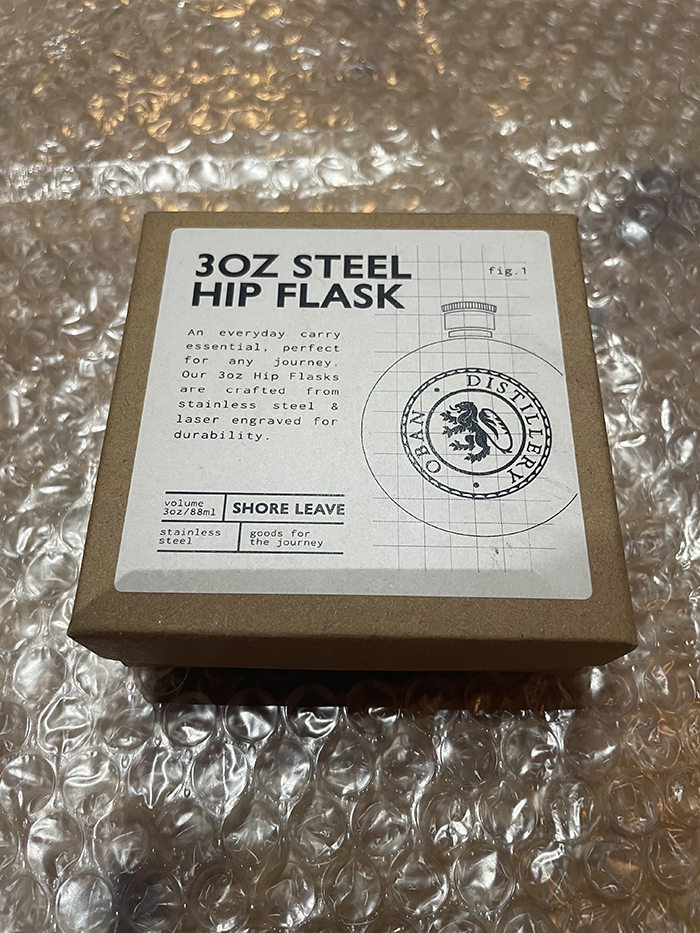 3OZ STEEL
HIP FLASK
fig.1
An everyday carry
essential, perfect
for any journey.
Our 3oz Hip Flasks
are crafted from
stainless steel &
laser engraved for
durability.
OBAN • DISTILLERY •
volume
3oz/88ml
SHORE LEAVE
stainless
steel
goods for
the journey